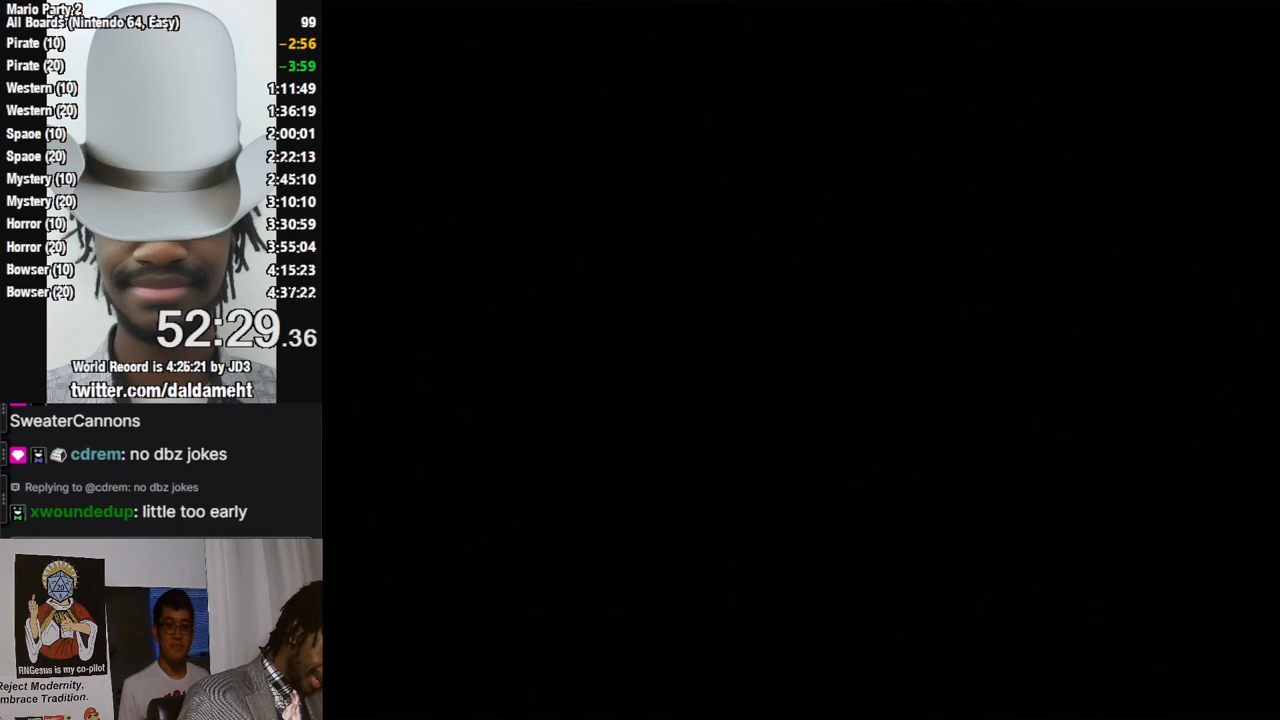 Mario Party 2
All Boards (Nintendo 64, Easy) 99
Pirate (10) -2:56
Pirate (20) -3:59
Western (10) 1:11:49
Western (20) 1:36:19
Space (10) 2:00:01
Space (20) 2:22:13
Mystery (10) 2:45:10
Mystery (20) 3:10:10
Horror (10) 3:30:59
Horror (20) 3:55:04
Bowser (10) 4:15:23
Bowser (20) 4:37:22
52:29.36
World Record is 4:26:21 by JD3
twitter.com/daldameht
SweaterCannons
cdrem: no dbz jokes
Replying to @cdrem: no dbz jokes
xwoundedup: little too early
RNGesus is my co-pilot
Reject Modernity,
mbrace Tradition.